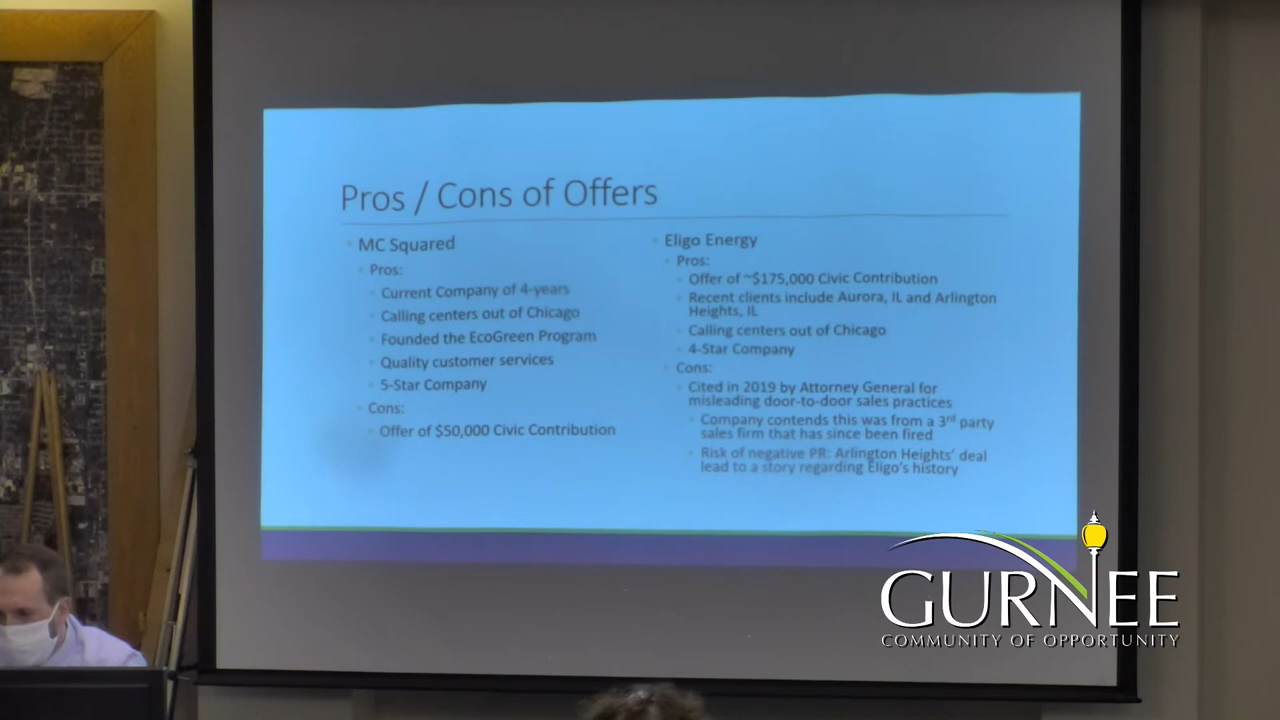 Pros / Cons of Offers
MC Squared
Pros:
Current Company of 4-years
Calling centers out of Chicago
Founded the EcoGreen Program
Quality customer services
5-Star Company
Cons:
Offer of $50,000 Civic Contribution
Eligo Energy
Pros:
Offer of ~$175,000 Civic Contribution
Recent clients include Aurora, IL and Arlington
Heights, IL
Calling centers out of Chicago
4-Star Company
Cons:
Cited in 2019 by Attorney General for
misleading door-to-door sales practices
Company contends this was from a 3rd party
sales firm that has since been fired
Risk of negative PR: Arlington Heights' deal
lead to a story regarding Eligo's history
GURNEE
COMMUNITY OF OPPORTUNITY